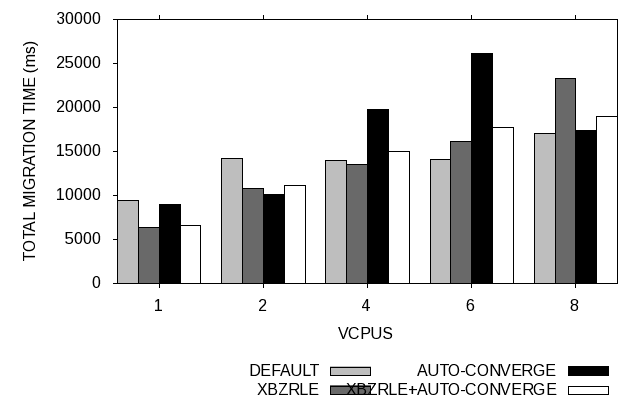 30000
25000
20000
15000
10000
5000
0
TOTAL MIGRATION TIME (ms)
1 2 4 6 8
VCPUS
DEFAULT AUTO-CONVERGE
XBZRLE XBZRLE+AUTO-CONVERGE